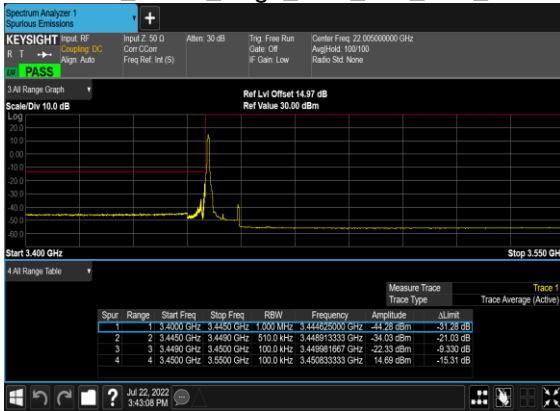 Spectrum Analyzer 1
Spurious Emissions
+
KEYSIGHT Input: RF Input Z: 50 Ω Atten: 30 dB Trig: Free Run Center Freq: 22.005000000 GHz
R T Coupling: DC Corr CCorr Gate: Off Avg|Hold: 100/100
Align: Auto Freq Ref: Int (S) IF Gain: Low Radio Std: None
PASS
3 All Range Graph
Ref Lvl Offset 14.97 dB
Scale/Div 10.0 dB Ref Value 30.00 dBm
Log
20.0
10.0
0.00
-10.0
-20.0
-30.0
-40.0
-50.0
-60.0
Start 3.400 GHz Stop 3.550 GH
4 All Range Table
Measure Trace Trace 1
Trace Type Trace Average (Active)
Spur Range Start Freq Stop Freq RBW Frequency Amplitude ΔLimit
1 1 3.4000 GHz 3.4450 GHz 1.000 MHz 3.444625000 GHz -44.28 dBm -31.28 dB
2 2 3.4450 GHz 3.4490 GHz 510.0 kHz 3.448913333 GHz -34.03 dBm -21.03 dB
3 3 3.4490 GHz 3.4500 GHz 100.0 kHz 3.449981667 GHz -22.33 dBm -9.330 dB
4 4 3.4500 GHz 3.5500 GHz 100.0 kHz 3.450833333 GHz 14.69 dBm -15.31 dB
? Jul 22, 2022
3:43:08 PM